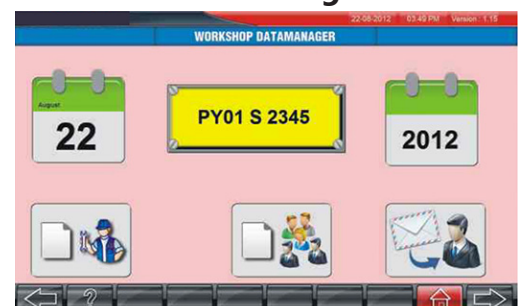 22-08-2012 03:49 PM Version : 1.15
WORKSHOP DATAMANAGER
August
22
PY01 S 2345
2012
?